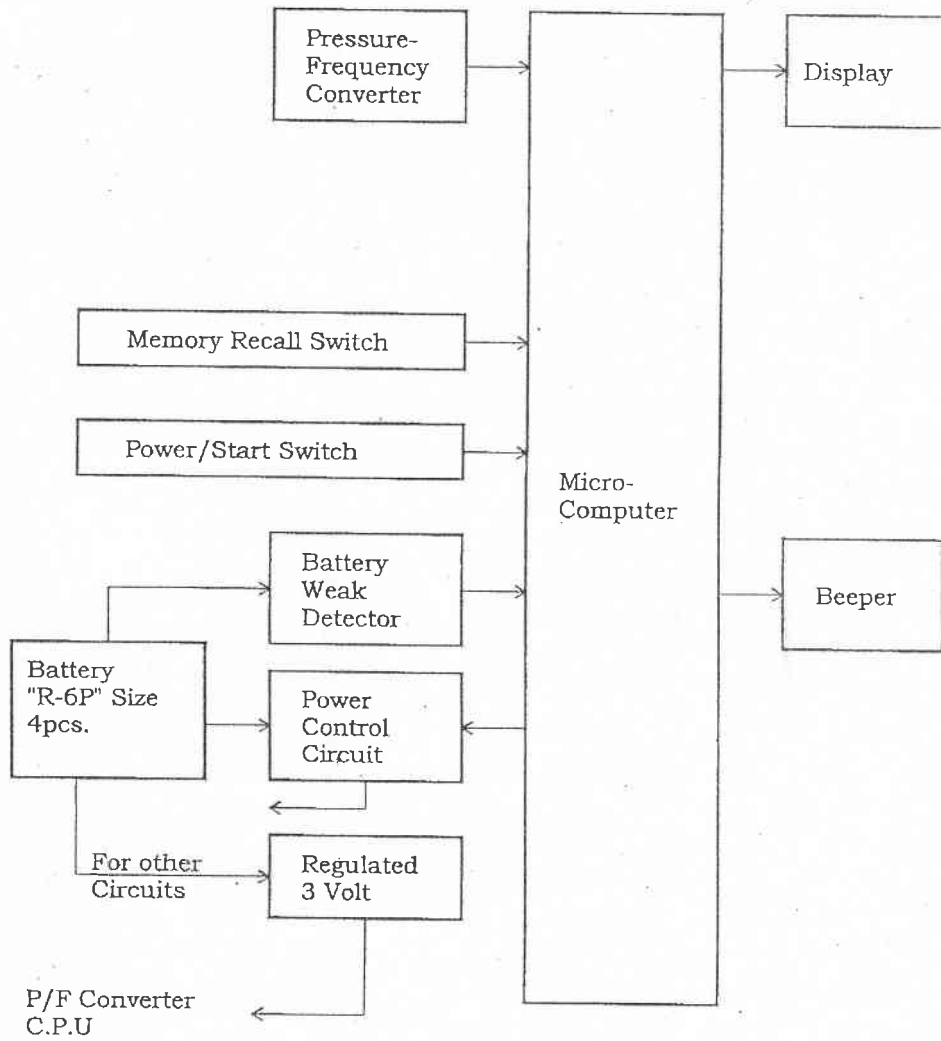 Pressure-
Frequency
Converter
Display
Memory Recall Switch
Power/Start Switch
Micro-
Computer
Battery
Weak
Detector
Beeper
Battery
"R-6P" Size
4pcs.
Power
Control
Circuit
For other
Circuits
Regulated
3 Volt
P/F Converter
C.P.U